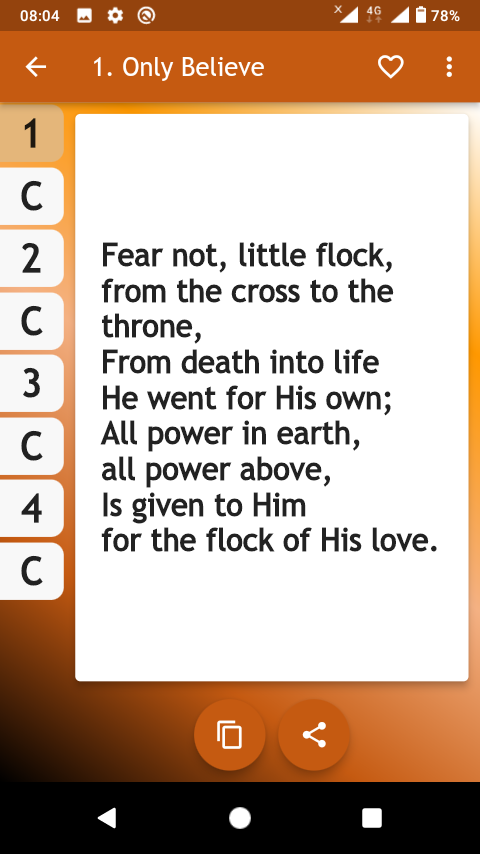 08:04
4G
78%
1. Only Believe
1
C
2
C
3
C
4
C
Fear not, little flock,
from the cross to the
throne,
From death into life
He went for His own;
All power in earth,
all power above,
Is given to Him
for the flock of His love.